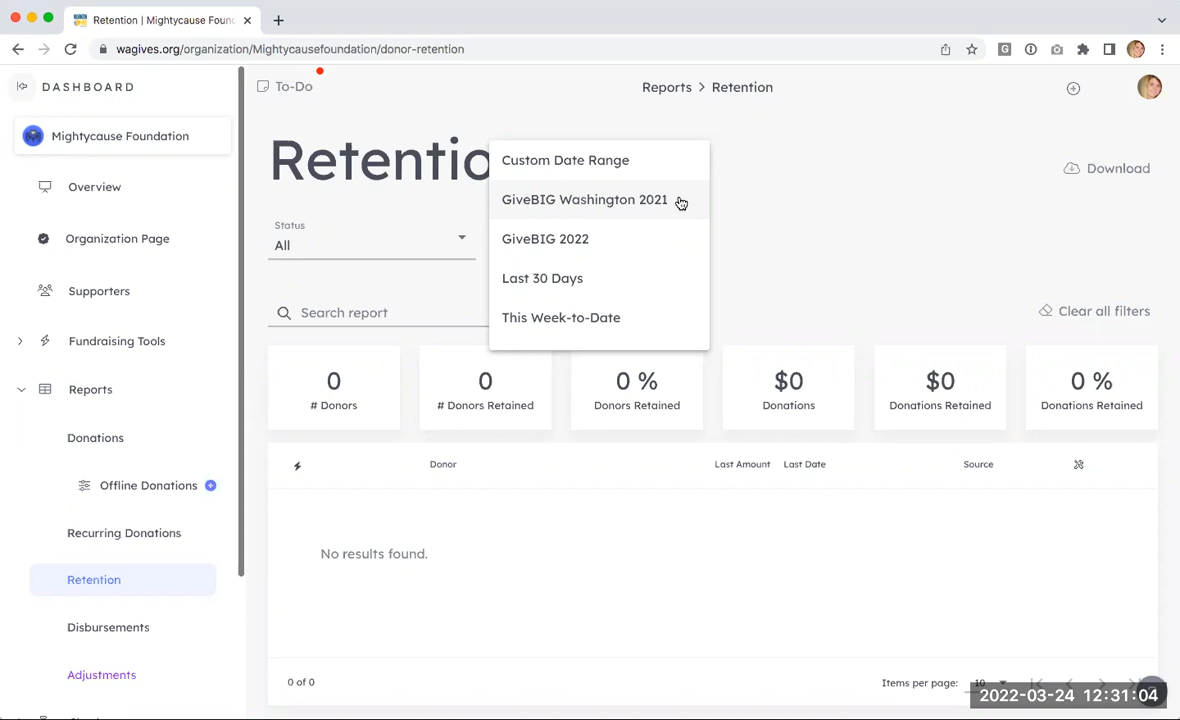 Retention | Mightycause Foun
wagives.org/organization/Mightycausefoundation/donor-retention
DASHBOARD
To-Do
Reports > Retention
Mightycause Foundation
Overview
Organization Page
Supporters
Fundraising Tools
Reports
Donations
Offline Donations
Recurring Donations
Retention
Disbursements
Adjustments
Retentio
Download
Status
All
Custom Date Range
GiveBIG Washington 2021
GiveBIG 2022
Last 30 Days
This Week-to-Date
Search report
Clear all filters
0
# Donors
0
# Donors Retained
0 %
Donors Retained
$0
Donations
$0
Donations Retained
0 %
Donations Retained
Donor Last Amount Last Date Source
No results found.
0 of 0
Items per page: 10
2022-03-24 12:31:04